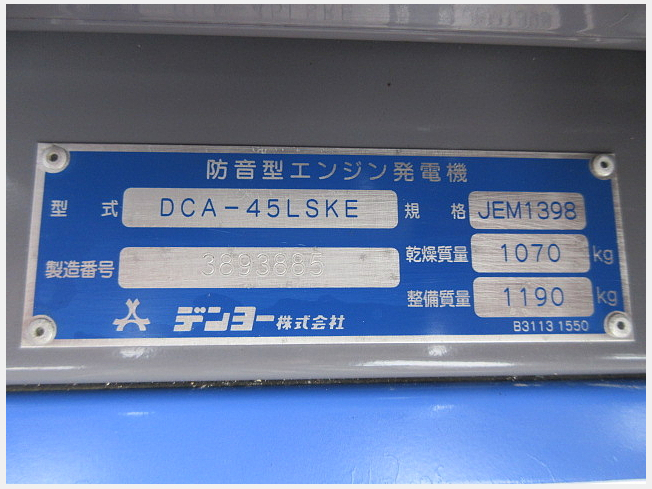 防音型エンジン発電機
型 式 DCA-45LSKE 規 格 JEM1398
製造番号 3893885 乾燥質量 1070 kg
整備質量 1190 kg
デンヨー株式会社
B3113 1550